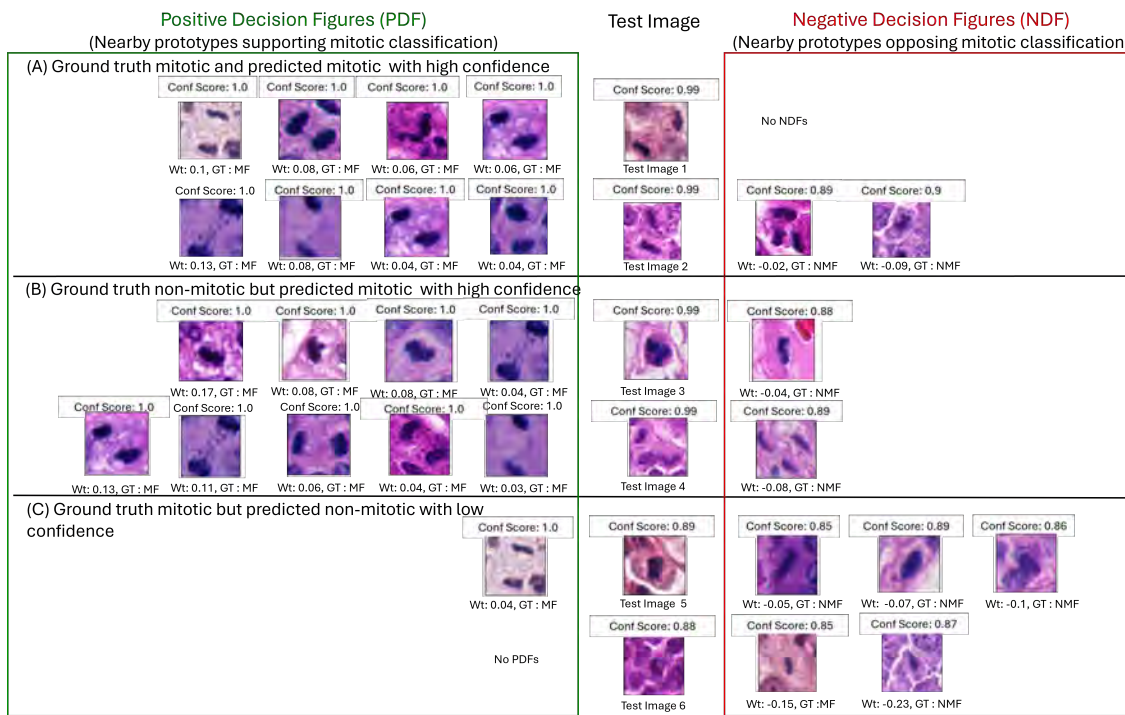 Positive Decision Figures (PDF)
(Nearby prototypes supporting mitotic classification)
Test Image
Negative Decision Figures (NDF)
(Nearby prototypes opposing mitotic classification
(A) Ground truth mitotic and predicted mitotic with high confidence
Conf Score: 1.0 Conf Score: 1.0 Conf Score: 1.0 Conf Score: 1.0 Conf Score: 0.99
No NDFs
Wt: 0.1, GT : MF Wt: 0.08, GT : MF Wt: 0.06, GT : MF Wt: 0.06, GT : MF Test Image 1
Conf Score: 1.0 Conf Score: 1.0 Conf Score: 1.0 Conf Score: 1.0 Conf Score: 0.99 Conf Score: 0.89 Conf Score: 0.9
Wt: 0.13, GT : MF Wt: 0.08, GT : MF Wt: 0.04, GT : MF Wt: 0.04, GT : MF Test Image 2 Wt: -0.02, GT : NMF Wt: -0.09, GT : NMF
(B) Ground truth non-mitotic but predicted mitotic with high confidence
Conf Score: 1.0 Conf Score: 1.0 Conf Score: 1.0 Conf Score: 1.0 Conf Score: 0.99 Conf Score: 0.88
Wt: 0.17, GT : MF Wt: 0.08, GT : MF Wt: 0.08, GT : MF Wt: 0.04, GT : MF Test Image 3 Wt: -0.04, GT : NMF
Conf Score: 1.0 Conf Score: 1.0 Conf Score: 1.0 Conf Score: 1.0 Conf Score: 1.0 Conf Score: 0.99 Conf Score: 0.89
Wt: 0.13, GT : MF Wt: 0.11, GT : MF Wt: 0.06, GT : MF Wt: 0.04, GT : MF Wt: 0.03, GT : MF Test Image 4 Wt: -0.08, GT : NMF
(C) Ground truth mitotic but predicted non-mitotic with low
confidence
Conf Score: 1.0 Conf Score: 0.89 Conf Score: 0.85 Conf Score: 0.89 Conf Score: 0.86
Wt: 0.04, GT : MF Test Image 5 Wt: -0.05, GT : NMF Wt: -0.07, GT : NMF Wt: -0.1, GT : NMF
Conf Score: 0.88 Conf Score: 0.85 Conf Score: 0.87
No PDFs
Test Image 6 Wt: -0.15, GT :MF Wt: -0.23, GT : NMF